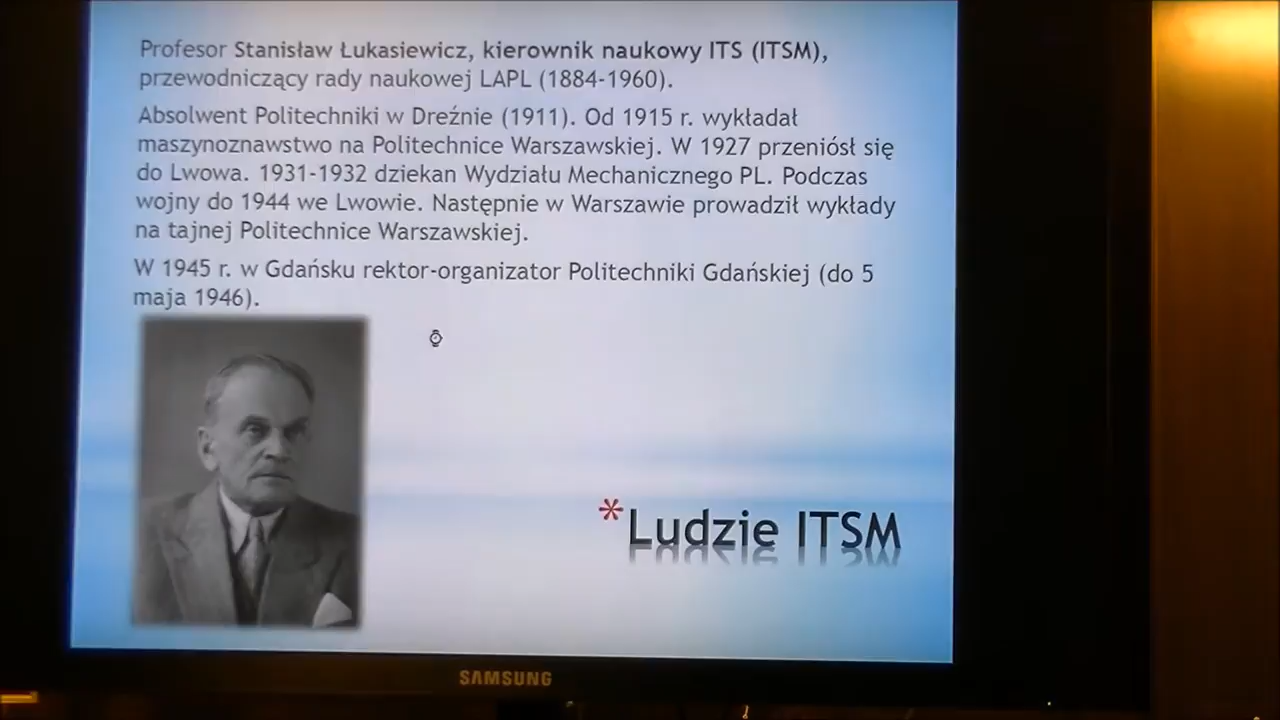 Profesor Stanisław Łukasiewicz, kierownik naukowy ITS (ITSM),
przewodniczący rady naukowej LAPL (1884-1960).
Absolwent Politechniki w Dreźnie (1911). Od 1915 r. wykładał
maszynoznawstwo na Politechnice Warszawskiej. W 1927 przeniósł się
do Lwowa. 1931-1932 dziekan Wydziału Mechanicznego PL. Podczas
wojny do 1944 we Lwowie. Następnie w Warszawie prowadził wykłady
na tajnej Politechnice Warszawskiej.
W 1945 r. w Gdańsku rektor-organizator Politechniki Gdańskiej (do 5
maja 1946).
*Ludzie ITSM
SAMSUNG